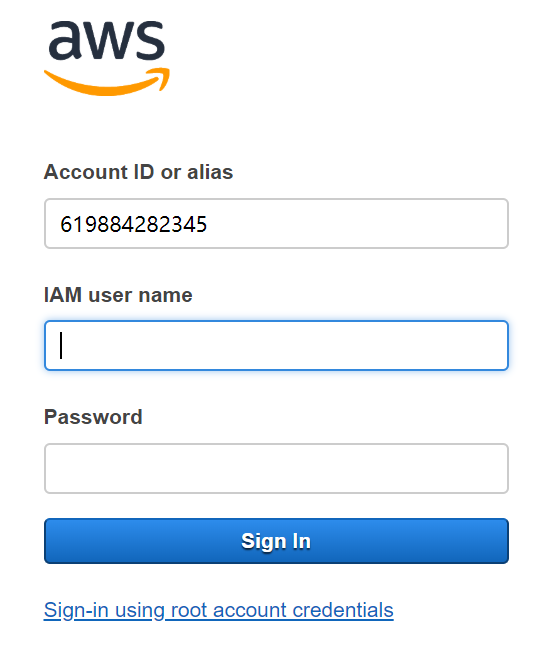 aws
Account ID or alias
619884282345
IAM user name
Password
Sign In
Sign-in using root account credentials